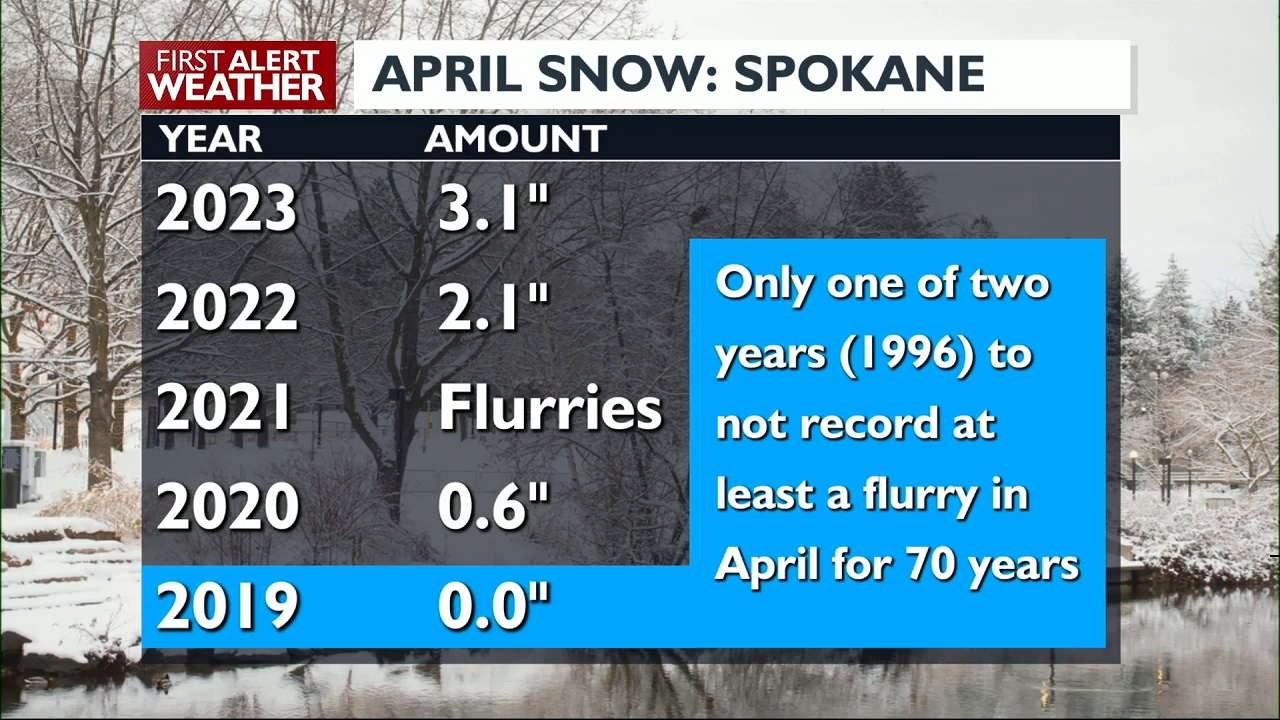 FIRST ALERT
WEATHER
APRIL SNOW: SPOKANE
YEAR AMOUNT
2023 3.1"
2022 2.1"
2021 Flurries
2020 0.6"
2019 0.0"
Only one of two
years (1996) to
not record at
least a flurry in
April for 70 years